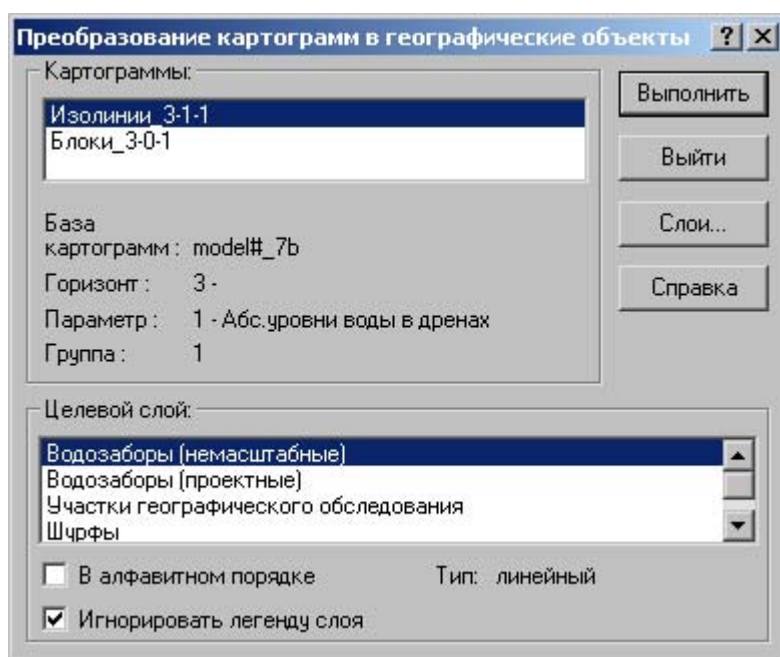 Преобразование картограмм в географические объекты
Картограммы:
Изолинии_3-1-1
Блоки_3-0-1
База
картограмм : model#_7b
Горизонт : 3 -
Параметр : 1 - Абс.уровни воды в дренах
Группа : 1
Выполнить
Выйти
Слои...
Справка
Целевой слой:
Водозаборы (немасштабные)
Водозаборы (проектные)
Участки географического обследования
Шурфы
В алфавитном порядке
Тип: линейный
Игнорировать легенду слоя